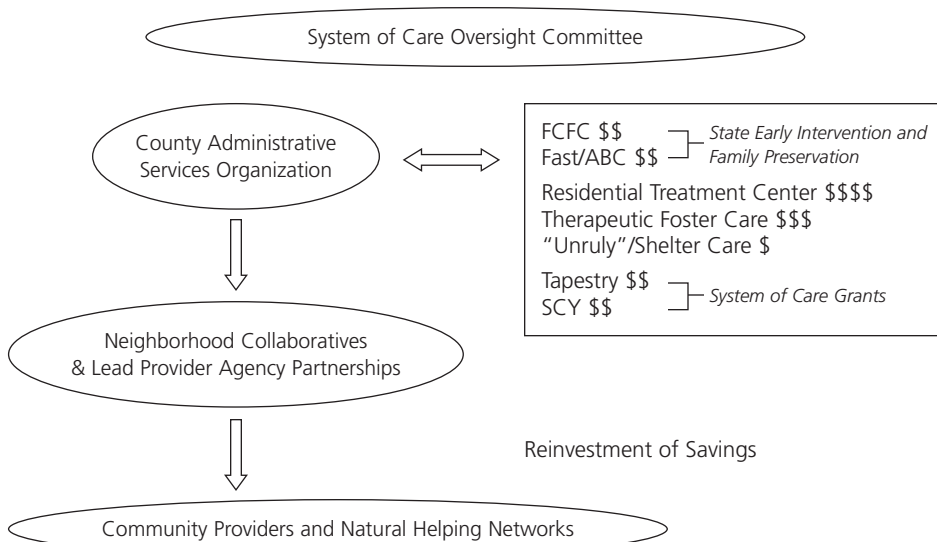 System of Care Oversight Committee
County Administrative
Services Organization
FCFC $$
Fast/ABC $$
State Early Intervention and
Family Preservation
Residential Treatment Center $$$$
Therapeutic Foster Care $$$
“Unruly”/Shelter Care $
Tapestry $$
SCY $$
System of Care Grants
Neighborhood Collaboratives
& Lead Provider Agency Partnerships
Reinvestment of Savings
Community Providers and Natural Helping Networks